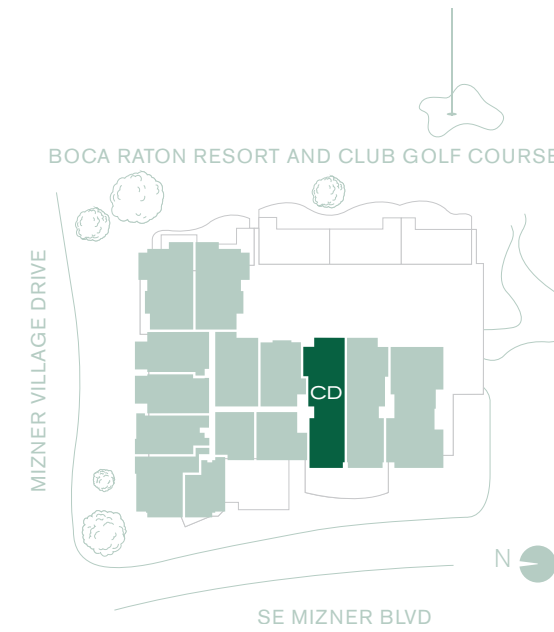 BOCA RATON RESORT AND CLUB GOLF COURSE
MIZNER VILLAGE DRIVE
CD
N
SE MIZNER BLVD